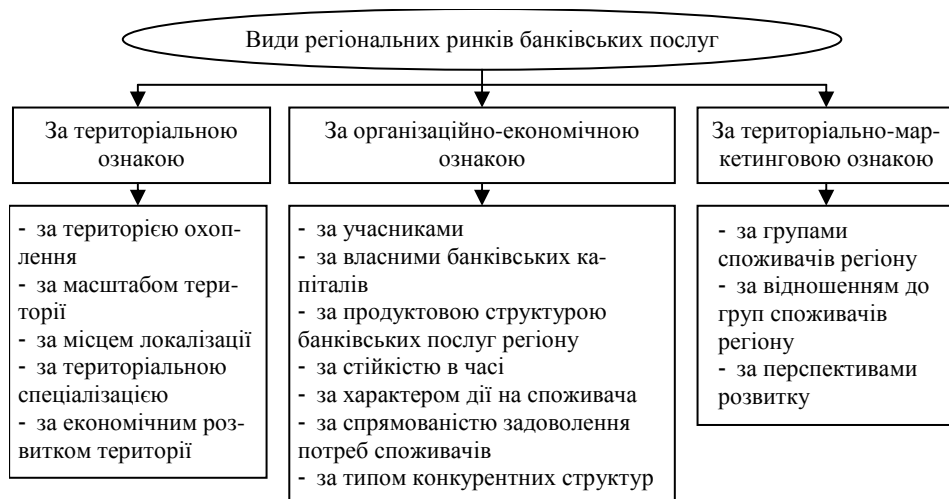 Види регіональних ринків банківських послуг
За територіальною
ознакою
За організаційно-економічною
ознакою
За територіально-мар-
кетинговою ознакою
- за територією охоп-
лення
- за масштабом тери-
торії
- за місцем локалізації
- за територіальною
спеціалізацією
- за економічним роз-
витком території
- за учасниками
- за власними банківських ка-
піталів
- за продуктовою структурою
банківських послуг регіону
- за стійкістю в часі
- за характером дії на споживача
- за спрямованістю задоволення
потреб споживачів
- за типом конкурентних структур
- за групами
споживачів регіону
- за відношенням до
груп споживачів
регіону
- за перспективами
розвитку